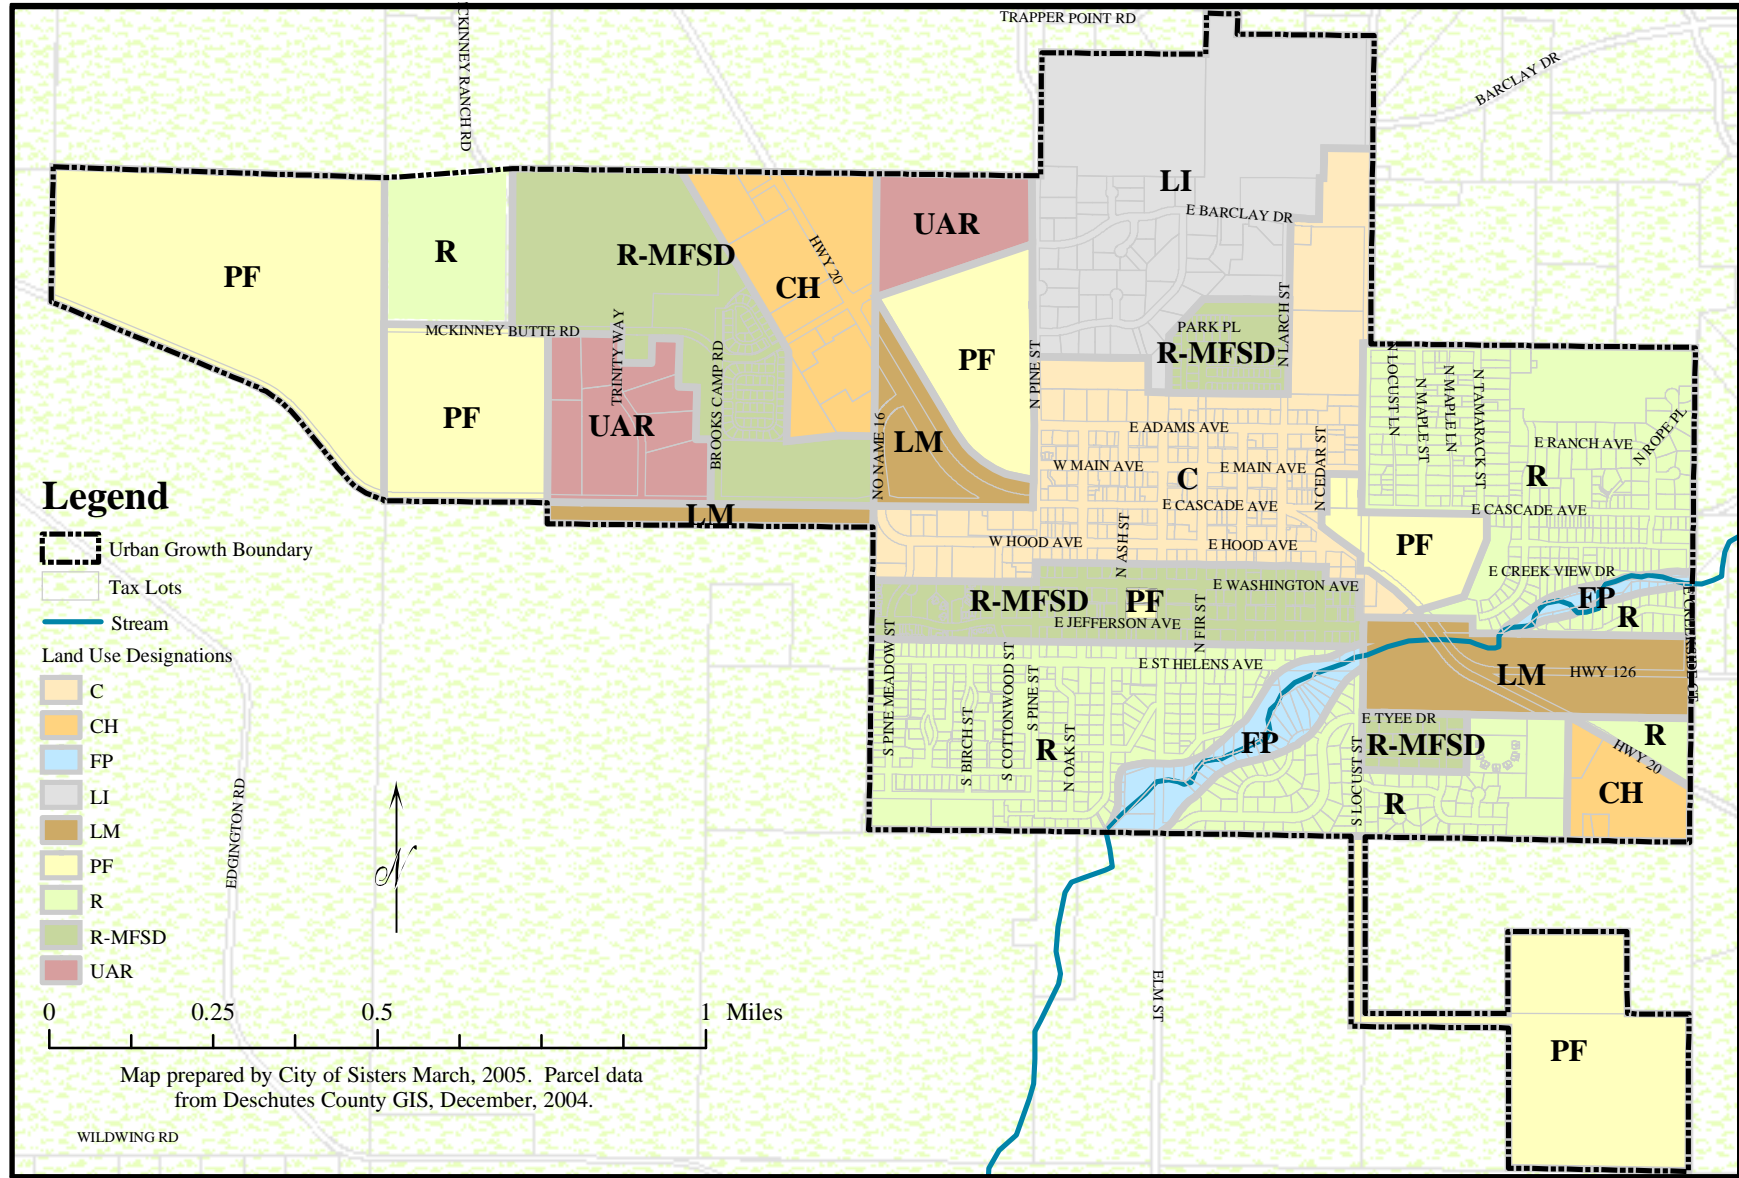 TRAPPER POINT RD
CKINNEY RANCH RD
BARCLAY DR
LI
E BARCLAY DR
UAR
R
R-MFSD
HWY 20
PF
CH
MCKINNEY BUTTE RD
TRINITY WAY
BROOKS CAMP RD
PF
N PINE ST
PARK PL
R-MFSD
N LARCH ST
N LOCUST LN
N MAPLE ST
N MAPLE LN
N TAMARACK ST
N ROPE PL
PF
UAR
NO NAME 16
LM
E ADAMS AVE
N CEDAR ST
E RANCH AVE
W MAIN AVE
E MAIN AVE
C
R
E CASCADE AVE
E CASCADE AVE
LM
W HOOD AVE
N ASH ST
E HOOD AVE
PF
E CREEK VIEW DR
E WASHINGTON AVE
R-MFSD
PF
FP
R
E CREEKSIDE CT
E JEFFERSON AVE
N FIR ST
S PINE MEADOW ST
S COTTONWOOD ST
S PINE ST
E ST HELENS AVE
LM
HWY 126
S BIRCH ST
R
N OAK ST
FP
S LOCUST ST
E TYEE DR
R-MFSD
R
HWY 20
CH
R
EDGINGTON RD
ELM ST
PF
Legend
Urban Growth Boundary
Tax Lots
Stream
Land Use Designations
C
CH
FP
LI
LM
PF
R
R-MFSD
UAR
N
0 0.25 0.5 1 Miles
Map prepared by City of Sisters March, 2005. Parcel data
from Deschutes County GIS, December, 2004.
WILDWING RD